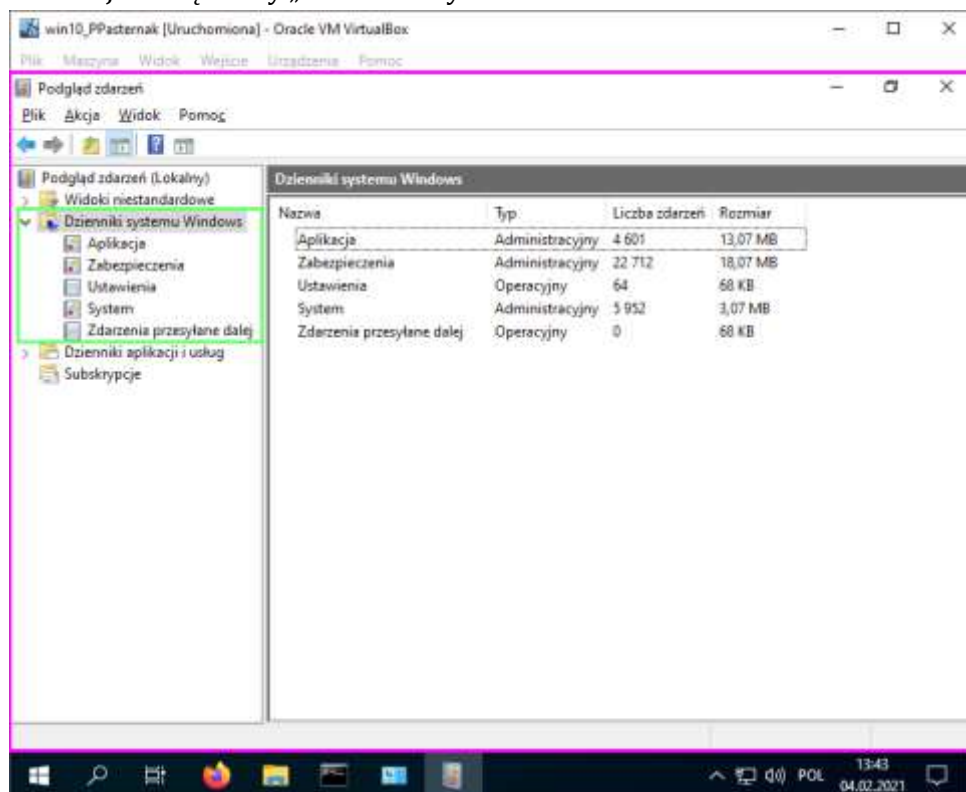 win10_PPasternak [Uruchomiona] - Oracle VM VirtualBox
Plik Maszyna Widok Wejście Urządzenia Pomoc
Podgląd zdarzeń
Plik Akcja Widok Pomoc
Podgląd zdarzeń (Lokalny)
Widoki niestandardowe
Dzienniki systemu Windows
Aplikacja
Zabezpieczenia
Ustawienia
System
Zdarzenia przesyłane dalej
Dzienniki aplikacji i usług
Subskrypcje
Dzienniki systemu Windows
Nazwa Typ Liczba zdarzeń Rozmiar
Aplikacja Administracyjny 4 601 13,07 MB
Zabezpieczenia Administracyjny 22 712 18,07 MB
Ustawienia Operacyjny 64 68 KB
System Administracyjny 5 952 3,07 MB
Zdarzenia przesyłane dalej Operacyjny 0 68 KB
POL 13:43
04.02.2021